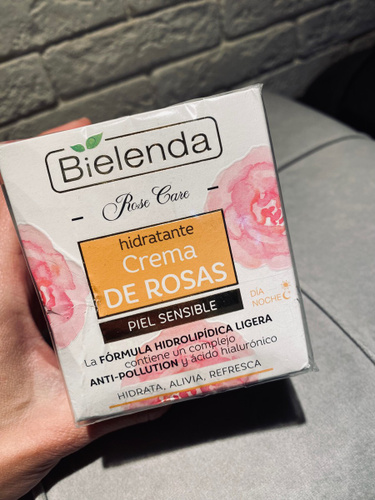 Bielenda
Rose Care
hidratante
Crema
DE ROSAS
PIEL SENSIBLE
DÍA
NOCHE
La FÓRMULA HIDROLIPÍDICA LIGERA
contiene un complejo
ANTI-POLLUTION y ácido hialurónico
HIDRATA, ALIVIA, REFRESCA